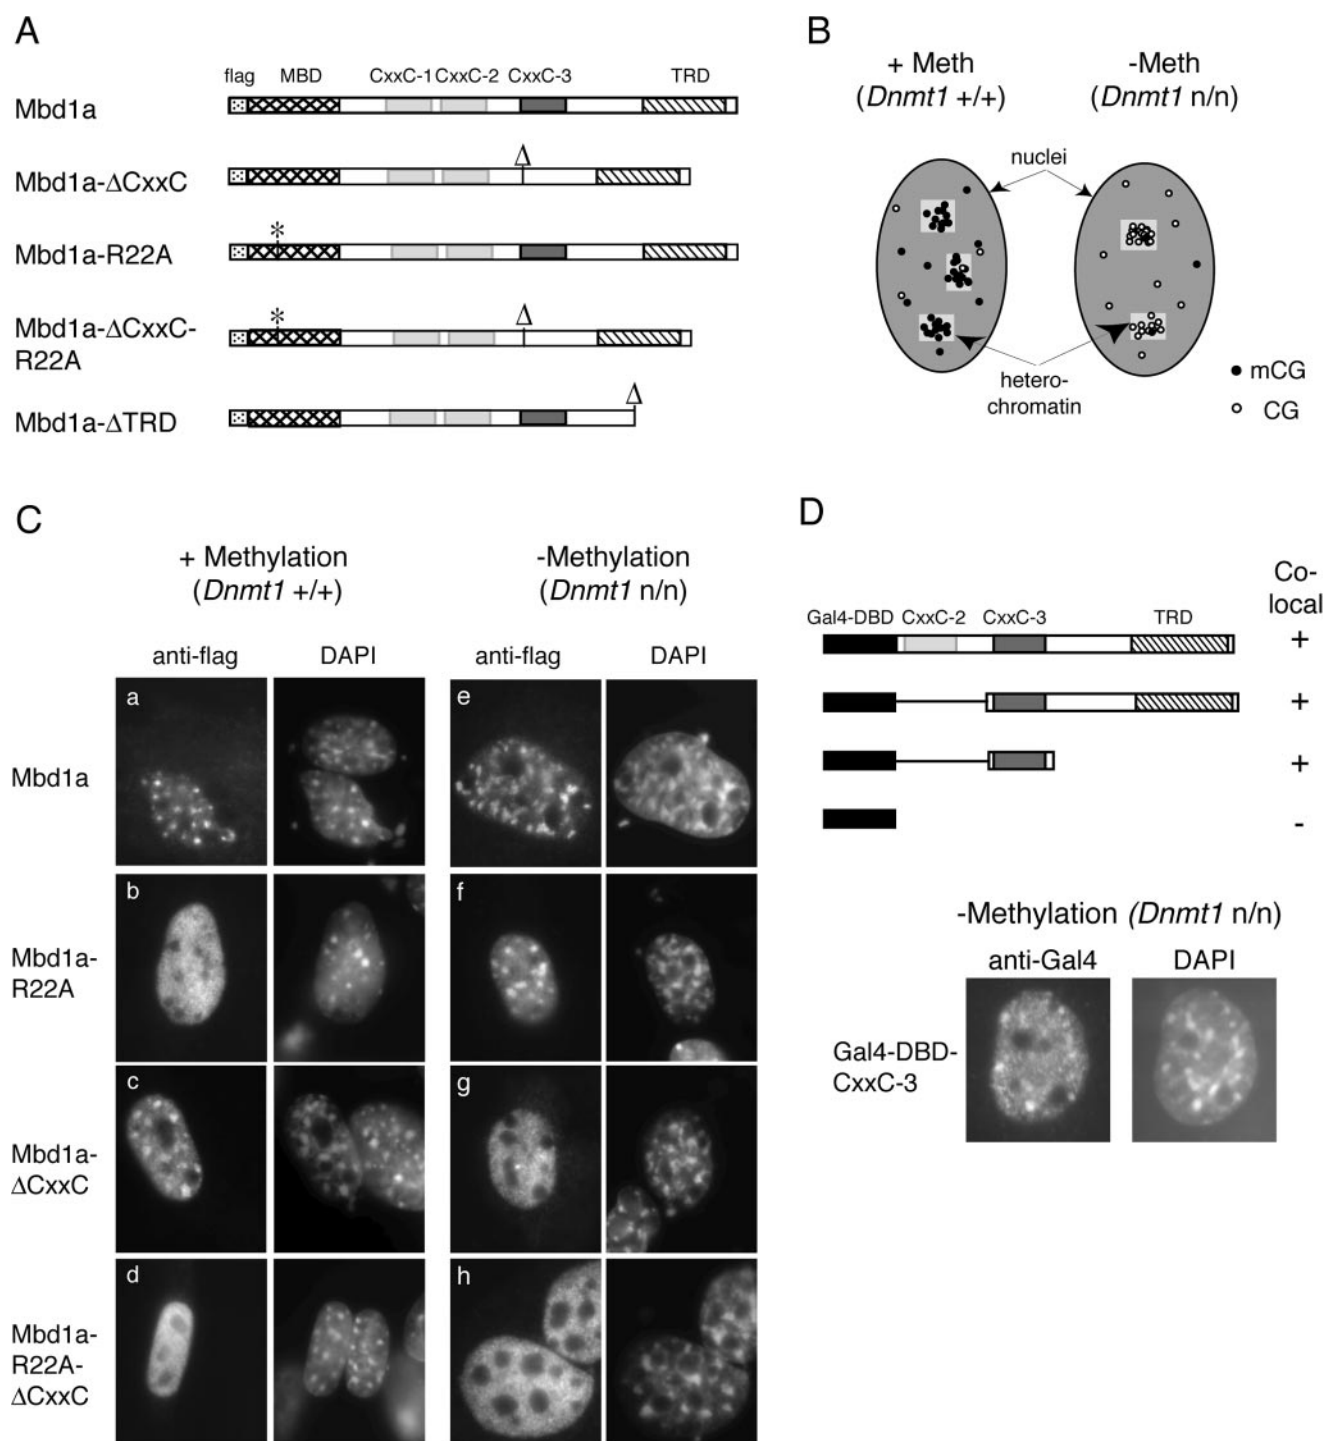 A
flag MBD CxxC-1 CxxC-2 CxxC-3 TRD
Mbd1a
Δ
Mbd1a-ΔCxxC
*
Mbd1a-R22A
* Δ
Mbd1a-ΔCxxC-
R22A
Δ
Mbd1a-ΔTRD
B
+ Meth -Meth
(Dnmt1 +/+) (Dnmt1 n/n)
nuclei
hetero-
chromatin
mCG
CG
C
+ Methylation -Methylation
(Dnmt1 +/+) (Dnmt1 n/n)
anti-flag DAPI anti-flag DAPI
Mbd1a
a e
Mbd1a-
R22A
b f
Mbd1a-
ΔCxxC
c g
Mbd1a-
R22A-
ΔCxxC
d h
D
Co-
local
Gal4-DBD CxxC-2 CxxC-3 TRD
+
+
+
-
-Methylation (Dnmt1 n/n)
anti-Gal4 DAPI
Gal4-DBD-
CxxC-3